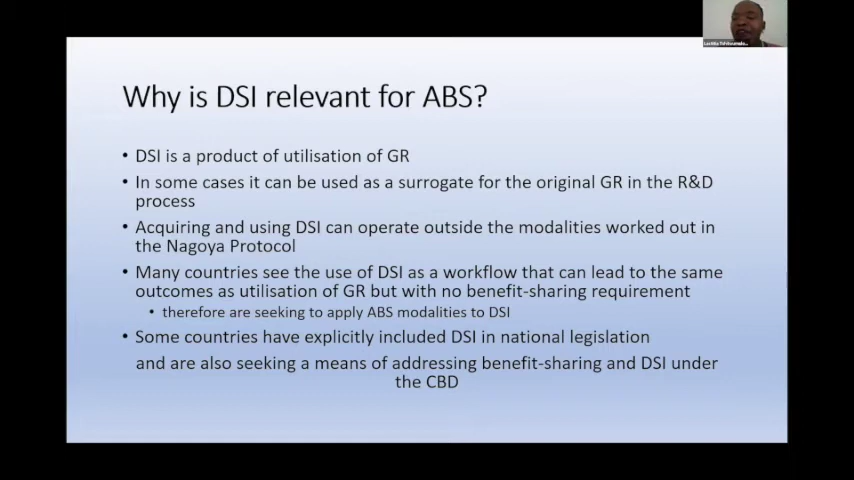 Why is DSI relevant for ABS?
• DSI is a product of utilisation of GR
• In some cases it can be used as a surrogate for the original GR in the R&D
process
• Acquiring and using DSI can operate outside the modalities worked out in
the Nagoya Protocol
• Many countries see the use of DSI as a workflow that can lead to the same
outcomes as utilisation of GR but with no benefit-sharing requirement
• therefore are seeking to apply ABS modalities to DSI
• Some countries have explicitly included DSI in national legislation
and are also seeking a means of addressing benefit-sharing and DSI under
the CBD